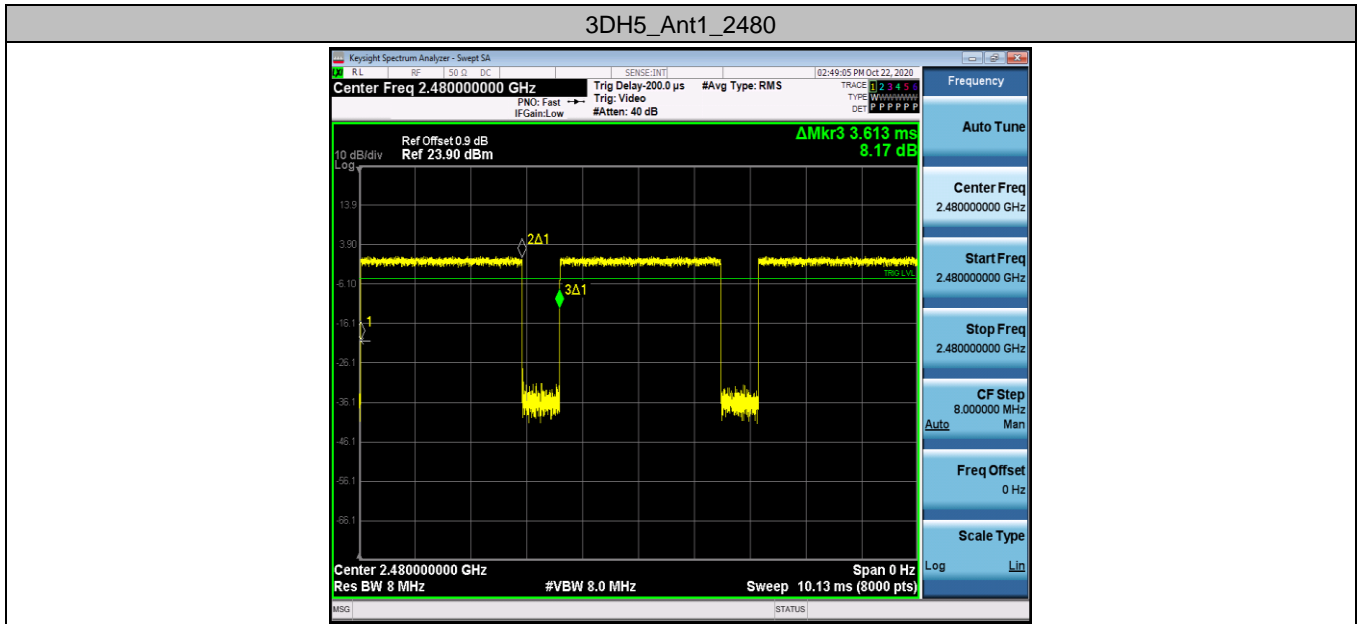 3DH5_Ant1_2480
Keysight Spectrum Analyzer - Swept SA
RL RF 50 Ω DC SENSE:INT 02:49:05 PM Oct 22, 2020
Center Freq 2.480000000 GHz Trig Delay-200.0 µs #Avg Type: RMS TRACE 1 2 3 4 5 6
PNO: Fast Trig: Video TYPE WWWWWW
IFGain:Low #Atten: 40 dB DET P P P P P P
Frequency
Auto Tune
Center Freq
2.480000000 GHz
Start Freq
2.480000000 GHz
Stop Freq
2.480000000 GHz
CF Step
8.000000 MHz
Auto Man
Freq Offset
0 Hz
Scale Type
Log Lin
ΔMkr3 3.613 ms
8.17 dB
Ref Offset 0.9 dB
10 dB/div Ref 23.90 dBm
Log
13.9
3.90
-6.10
-16.1
-26.1
-36.1
-46.1
-56.1
-66.1
2Δ1
TRIG LVL
3Δ1
1
Center 2.480000000 GHz Span 0 Hz
Res BW 8 MHz #VBW 8.0 MHz Sweep 10.13 ms (8000 pts)
MSG STATUS